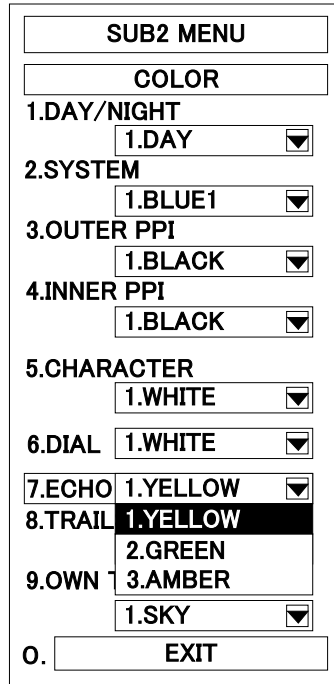 SUB2 MENU
COLOR
1.DAY/NIGHT
1.DAY
2.SYSTEM
1.BLUE1
3.OUTER PPI
1.BLACK
4.INNER PPI
1.BLACK
5.CHARACTER
1.WHITE
6.DIAL 1.WHITE
7.ECHO 1.YELLOW
8.TRAIL 1.YELLOW
2.GREEN
9.OWN 3.AMBER
1.SKY
0. EXIT